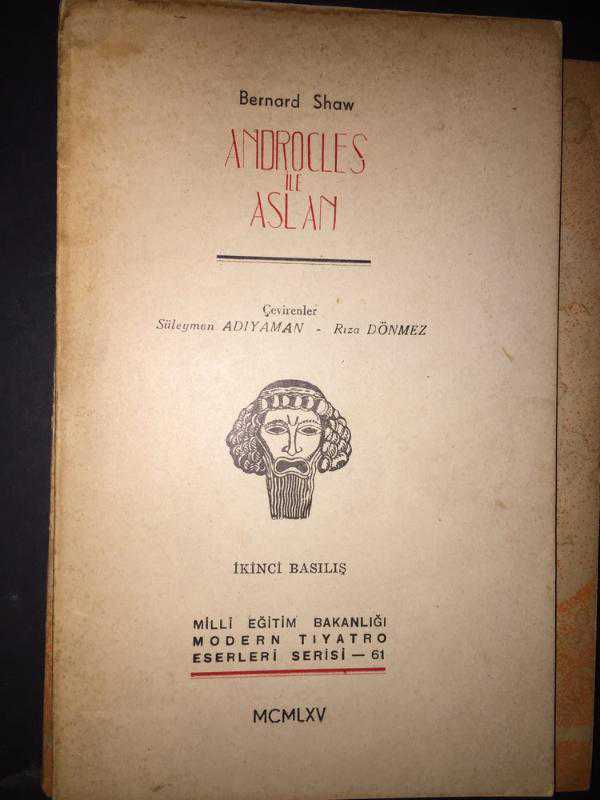 Bernard Shaw
ANDROCLES
İLE
ASLAN
Çevirenler
Süleyman ADIYAMAN - Rıza DÖNMEZ
İKİNCİ BASILIŞ
MİLLÎ EĞİTİM BAKANLIĞI
MODERN TİYATRO
ESERLERİ SERİSİ — 61
MCMLXV